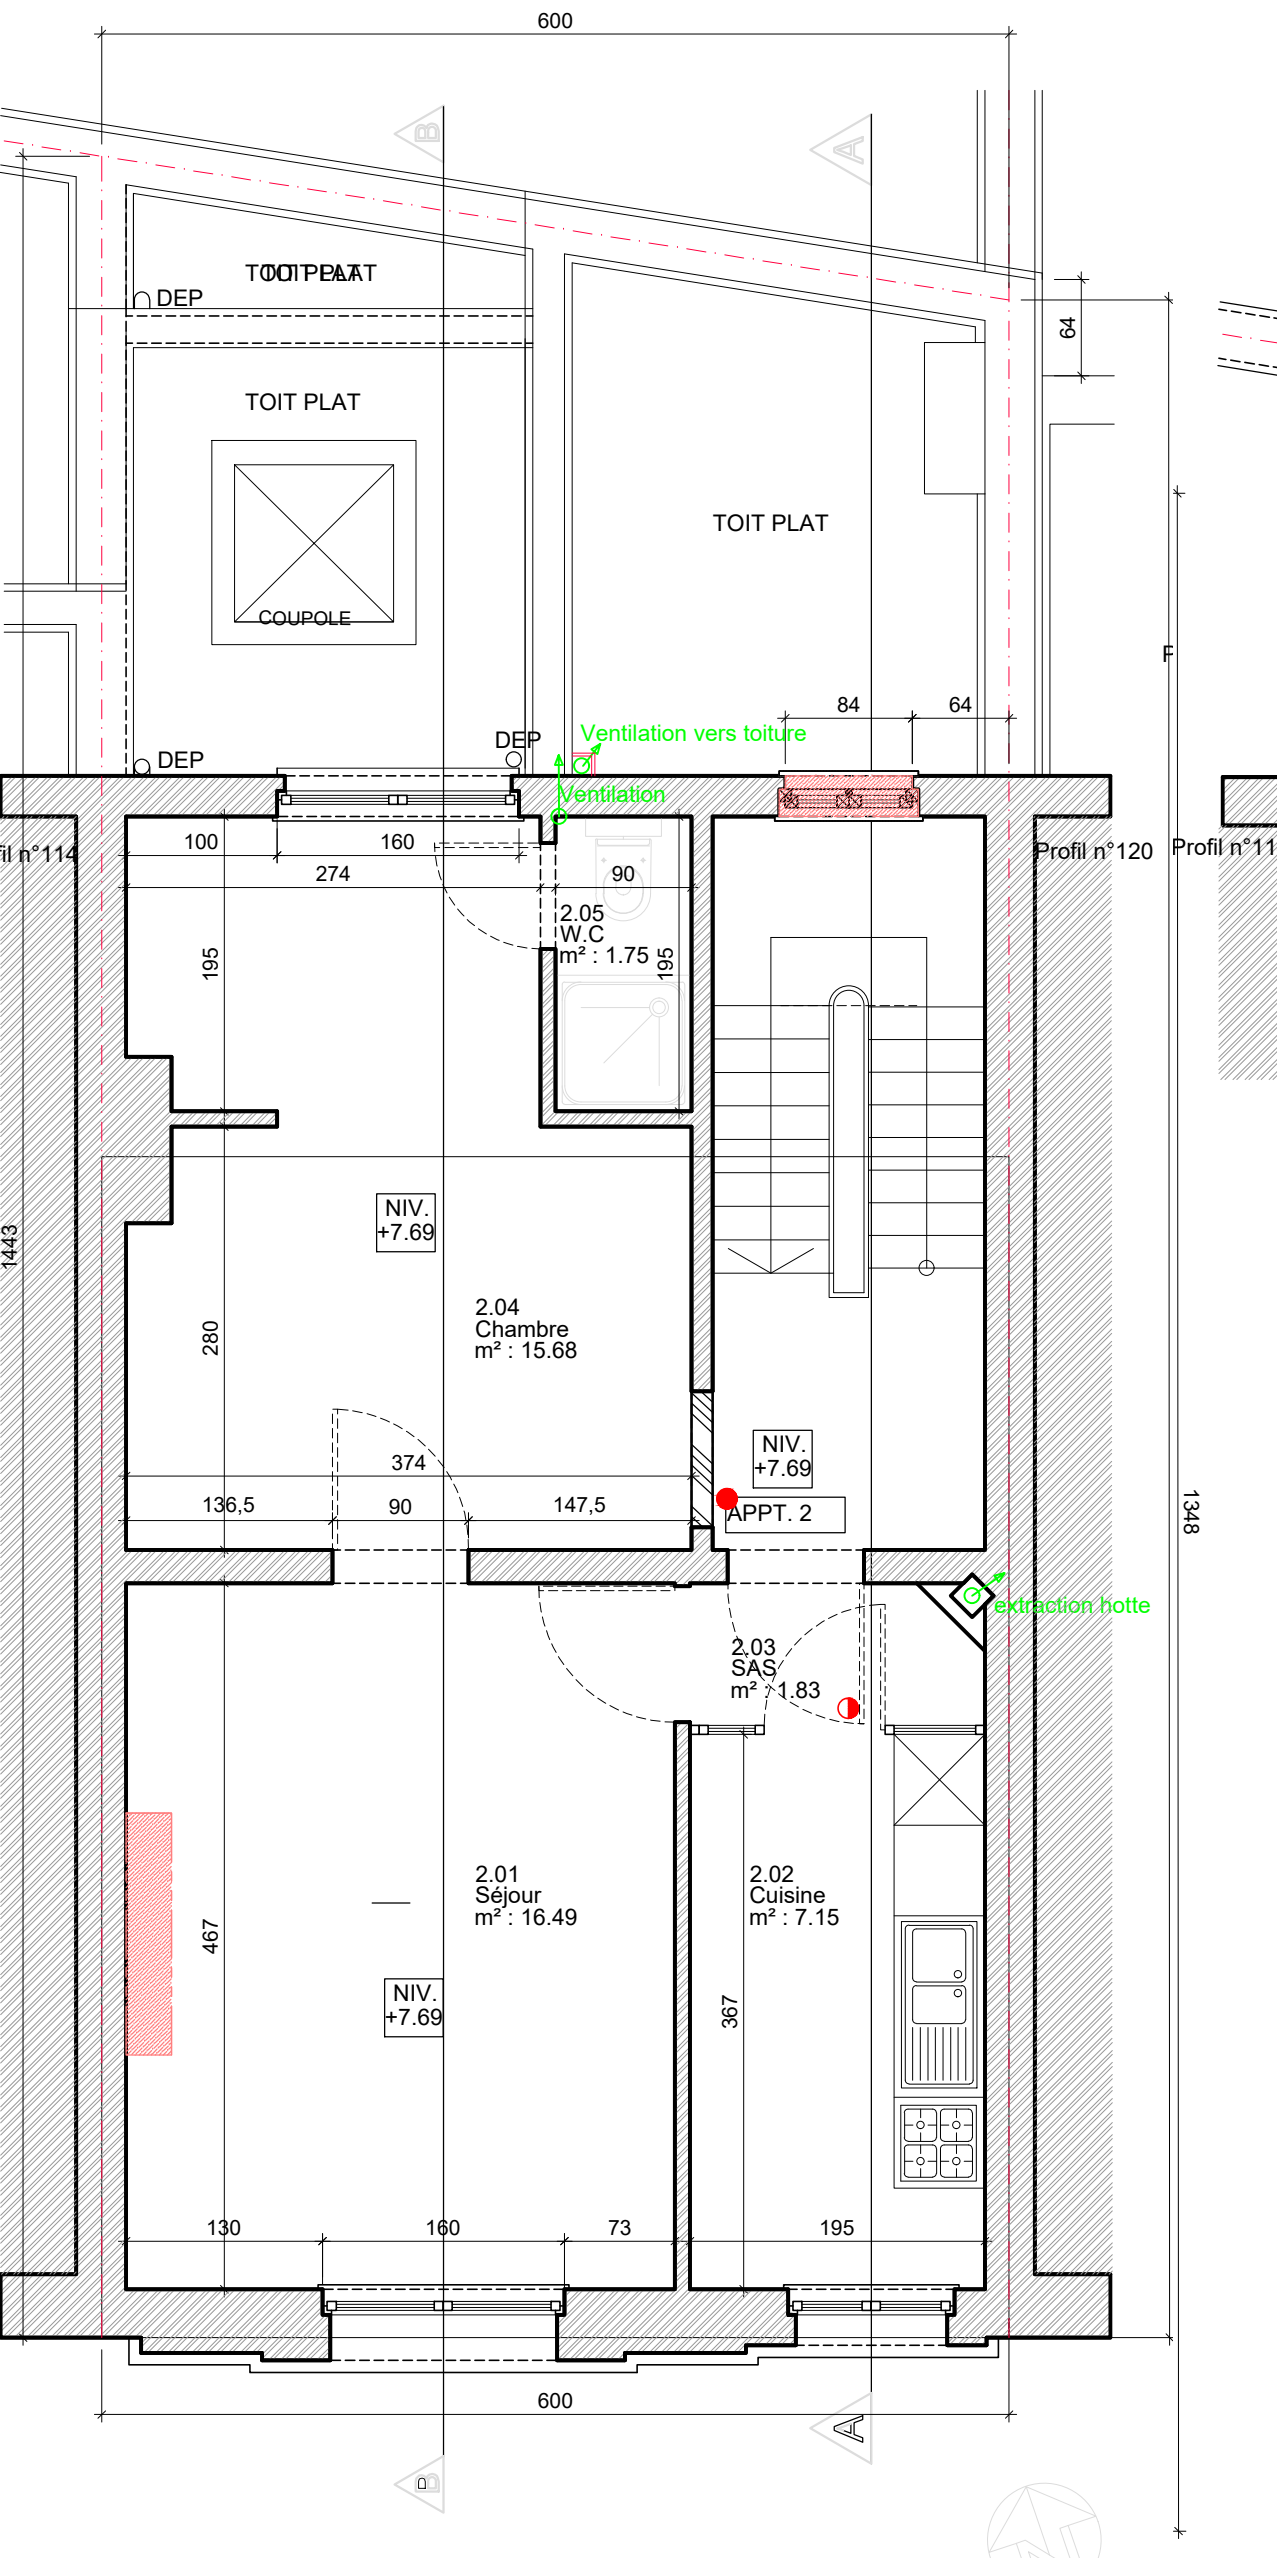 600
B
A
TOIT PLAT
DEP
64
TOIT PLAT
TOIT PLAT
COUPOLE
F
84
64
Ventilation vers toiture
DEP
DEP
Ventilation
100
160
Profil n°120
Profil n°11
n°114
274
90
2.05
W.C
m² : 1.75
195
195
NIV.
+7.69
1443
280
2.04
Chambre
m² : 15.68
NIV.
+7.69
374
136,5
90
147,5
APPT. 2
1348
extraction hotte
2.03
SAS
m² : 1.83
2.01
Séjour
m² : 16.49
2.02
Cuisine
m² : 7.15
467
NIV.
+7.69
367
130
160
73
195
600
A
B